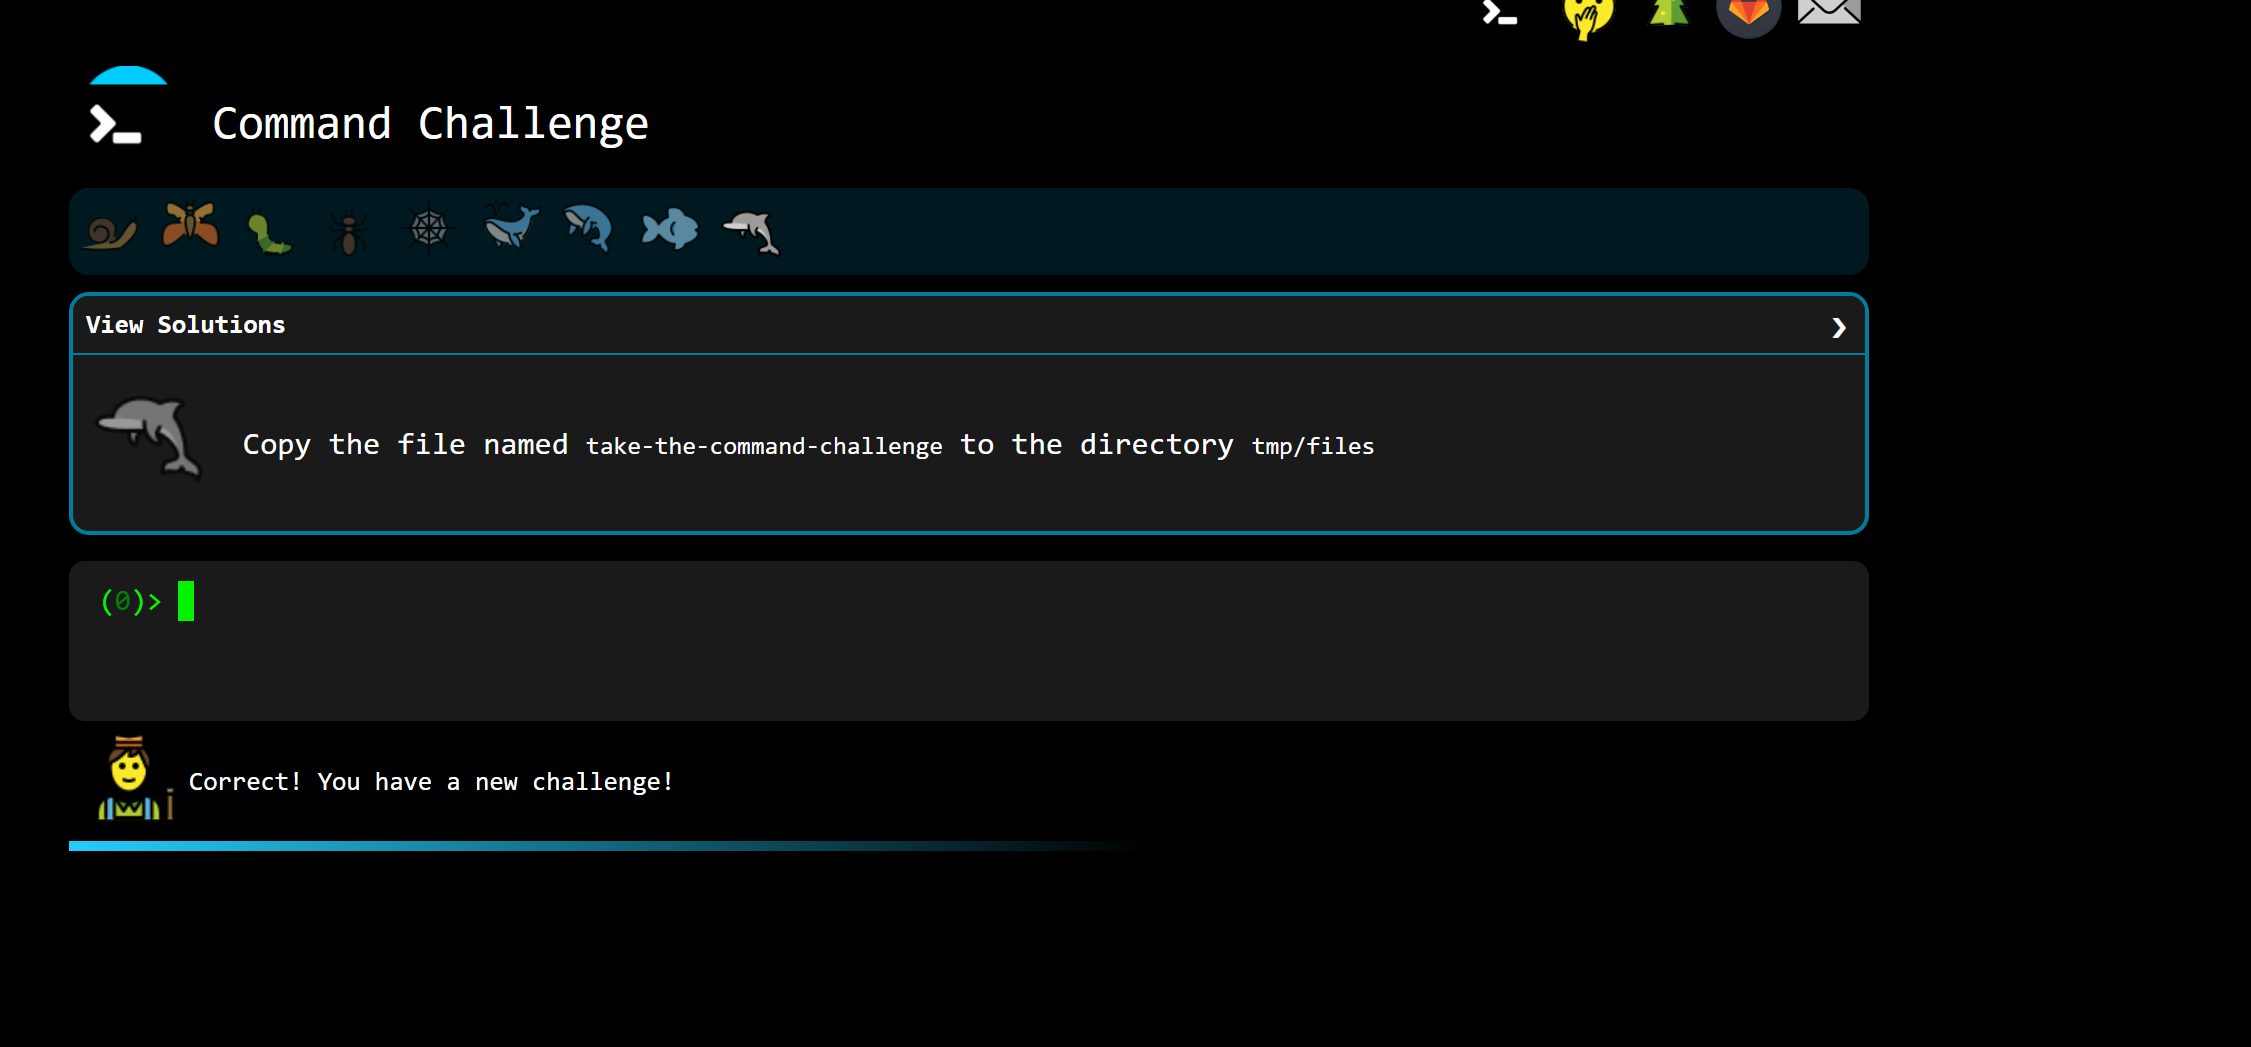 Command Challenge
View Solutions
Copy the file named take-the-command-challenge to the directory tmp/files
(0)>
Correct! You have a new challenge!